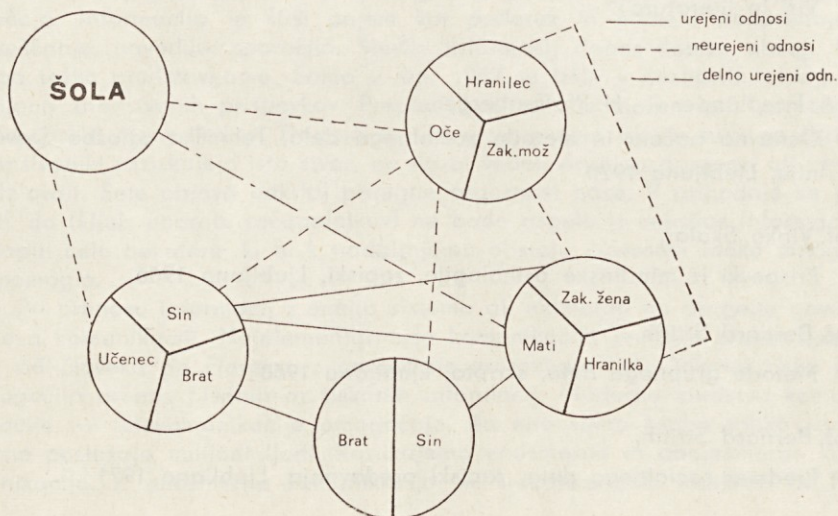 urejeni odnosi
neurejeni odnosi
delno urejeni odn.
ŠOLA
Hranilec
Oče
Zak.mož
Zak. žena
Mati
Hranilka
Sin
Učenec
Brat
Brat
Sin